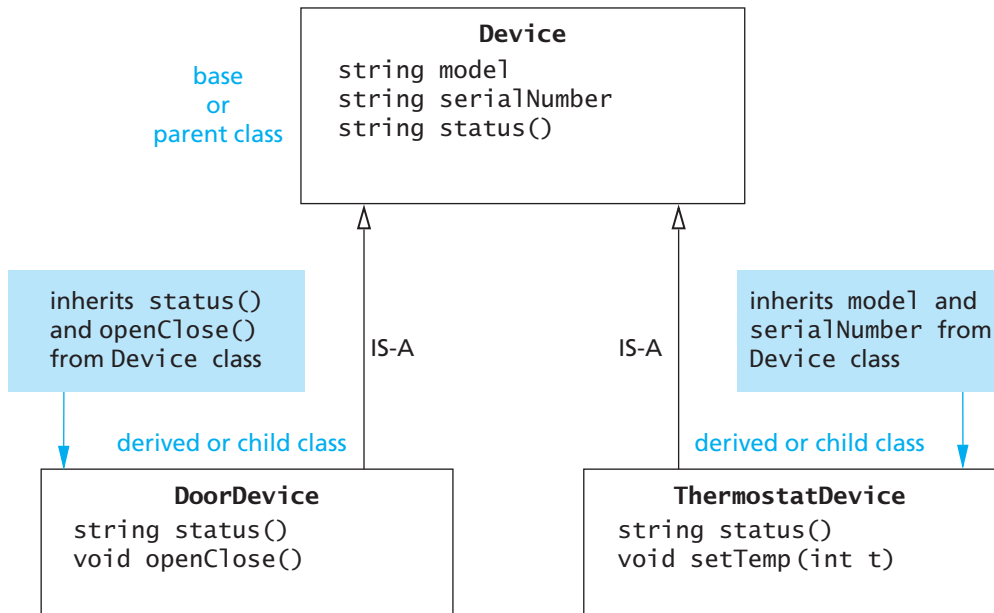 Device
string model
string serialNumber
string status()
base
or
parent class
inherits status()
and openClose()
from Device class
IS-A
IS-A
inherits model and
serialNumber from
Device class
derived or child class
derived or child class
DoorDevice
string status()
void openClose()
ThermostatDevice
string status()
void setTemp(int t)